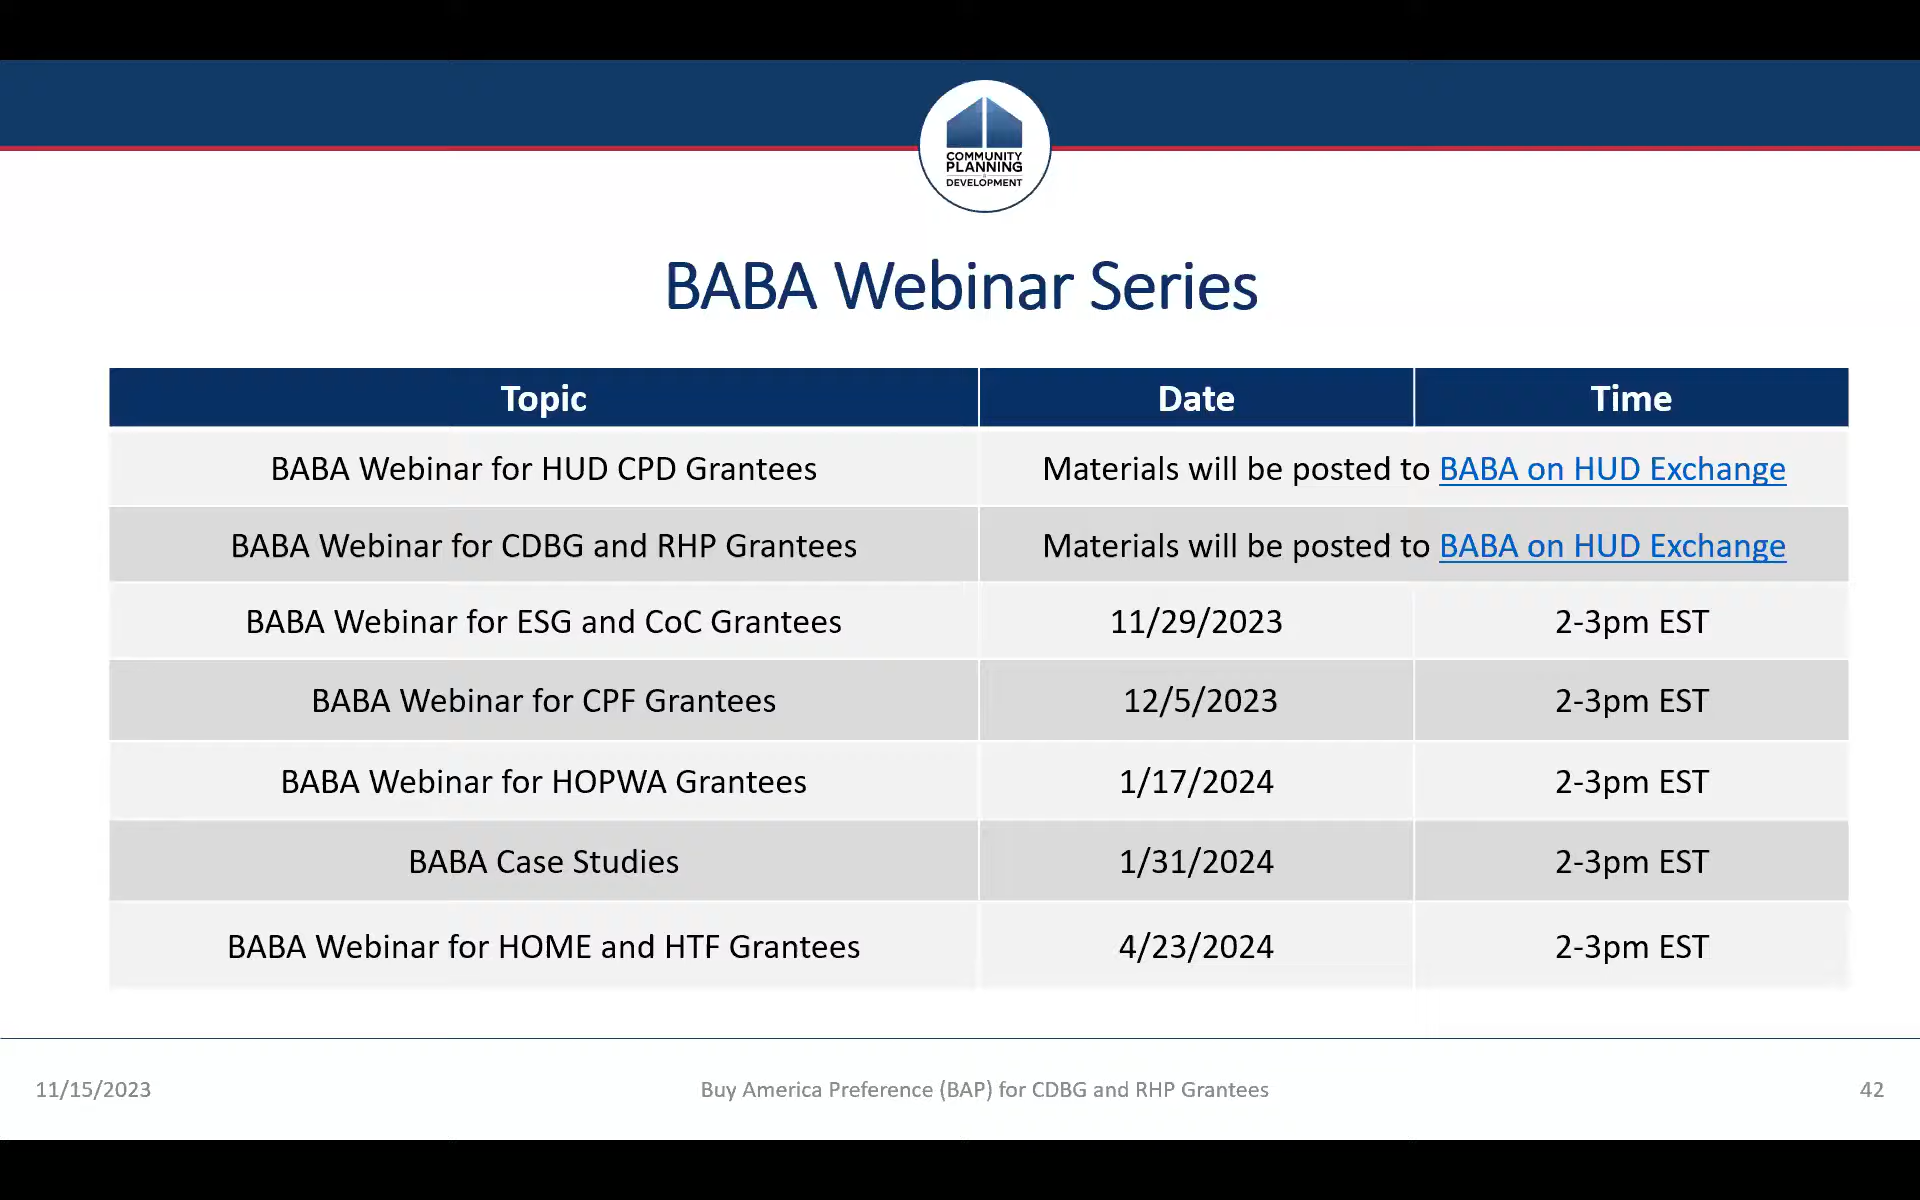 COMMUNITY
PLANNING
DEVELOPMENT
BABA Webinar Series
Topic Date Time
BABA Webinar for HUD CPD Grantees Materials will be posted to BABA on HUD Exchange
BABA Webinar for CDBG and RHP Grantees Materials will be posted to BABA on HUD Exchange
BABA Webinar for ESG and CoC Grantees 11/29/2023 2-3pm EST
BABA Webinar for CPF Grantees 12/5/2023 2-3pm EST
BABA Webinar for HOPWA Grantees 1/17/2024 2-3pm EST
BABA Case Studies 1/31/2024 2-3pm EST
BABA Webinar for HOME and HTF Grantees 4/23/2024 2-3pm EST
11/15/2023 Buy America Preference (BAP) for CDBG and RHP Grantees 42